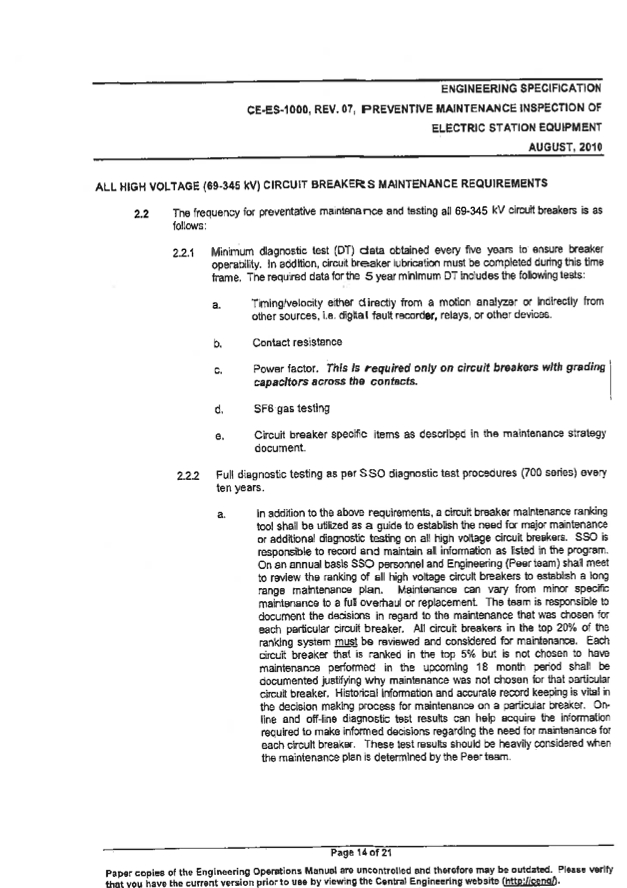 ENGINEERING SPECIFICATION
CE-ES-1000, REV. 07, PREVENTIVE MAINTENANCE INSPECTION OF
ELECTRIC STATION EQUIPMENT
AUGUST, 2010
ALL HIGH VOLTAGE (69-345 kV) CIRCUIT BREAKERS MAINTENANCE REQUIREMENTS
2.2 The frequency for preventative maintenance and testing all 69-345 kV circuit breakers is as
follows:
2.2.1 Minimum diagnostic test (DT) data obtained every five years to ensure breaker
operability. In addition, circuit breaker lubrication must be completed during this time
frame. The required data for the 5 year minimum DT includes the following tests:
a. Timing/velocity either directly from a motion analyzer or indirectly from
other sources, i.e. digital fault recorder, relays, or other devices.
b. Contact resistance
c. Power factor. This is required only on circuit breakers with grading
capacitors across the contacts.
d. SF6 gas testing
e. Circuit breaker specific items as described in the maintenance strategy
document.
2.2.2 Full diagnostic testing as per SSO diagnostic test procedures (700 series) every
ten years.
a. In addition to the above requirements, a circuit breaker maintenance ranking
tool shall be utilized as a guide to establish the need for major maintenance
or additional diagnostic testing on all high voltage circuit breakers. SSO is
responsible to record and maintain all information as listed in the program.
On an annual basis SSO personnel and Engineering (Peer team) shall meet
to review the ranking of all high voltage circuit breakers to establish a long
range maintenance plan. Maintenance can vary from minor specific
maintenance to a full overhaul or replacement. The team is responsible to
document the decisions in regard to the maintenance that was chosen for
each particular circuit breaker. All circuit breakers in the top 20% of the
ranking system must be reviewed and considered for maintenance. Each
circuit breaker that is ranked in the top 5% but is not chosen to have
maintenance performed in the upcoming 18 month period shall be
documented justifying why maintenance was not chosen for that particular
circuit breaker. Historical information and accurate record keeping is vital in
the decision making process for maintenance on a particular breaker. On-
line and off-line diagnostic test results can help acquire the information
required to make informed decisions regarding the need for maintenance for
each circuit breaker. These test results should be heavily considered when
the maintenance plan is determined by the Peer team.
Page 14 of 21
Paper copies of the Engineering Operations Manual are uncontrolled and therefore may be outdated. Please verify
that you have the current version prior to use by viewing the Central Engineering website (http://ceng/).